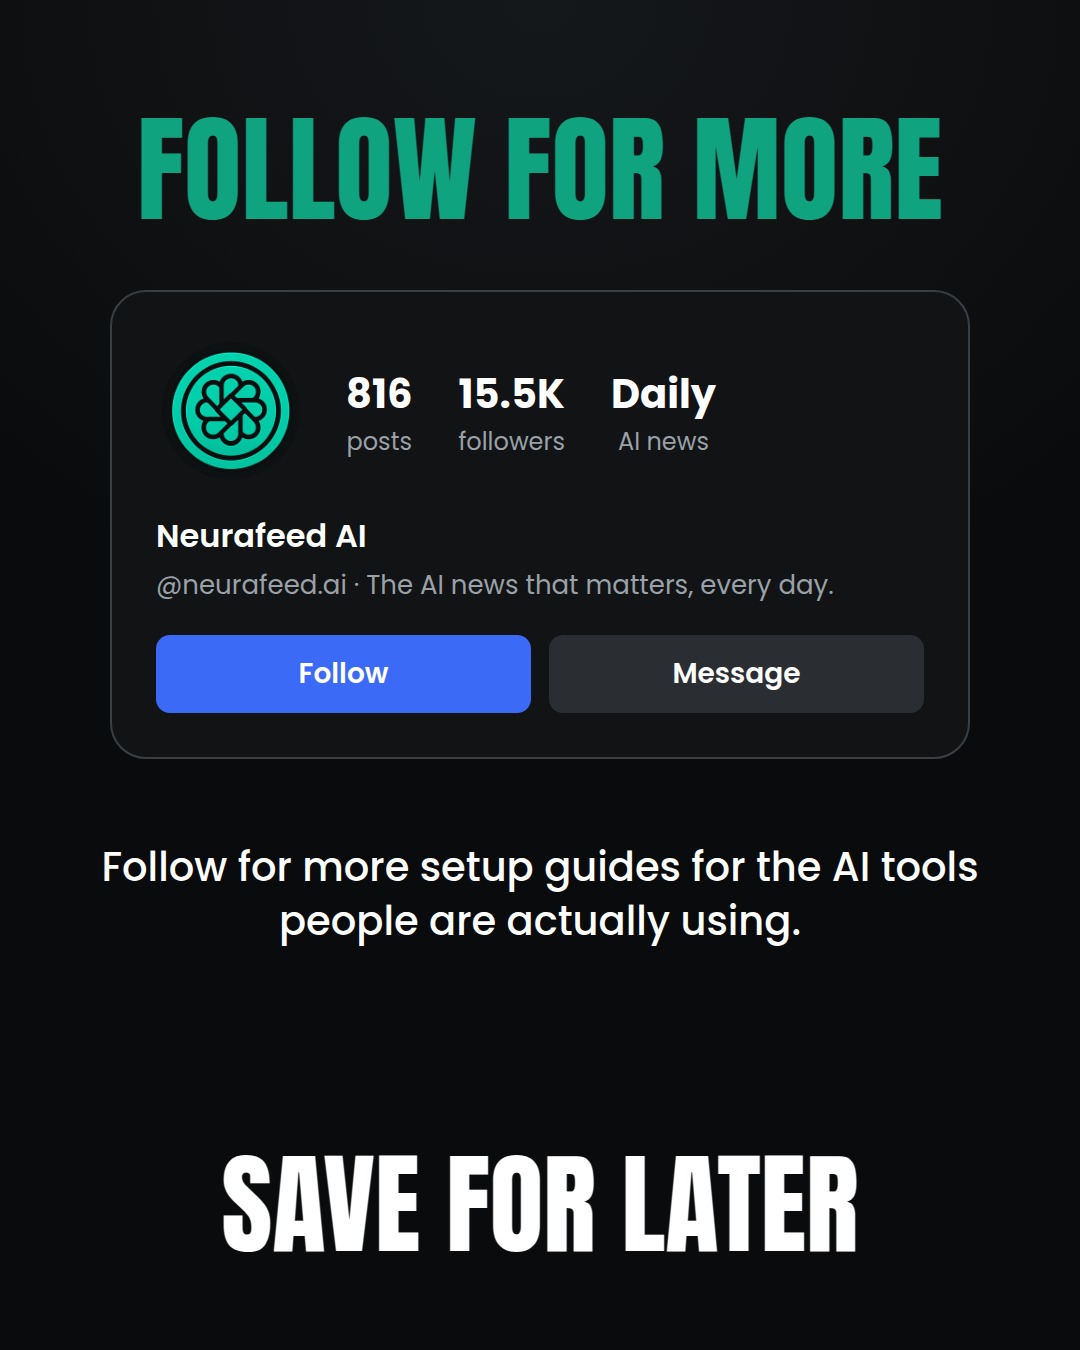 FOLLOW FOR MORE
816 15.5K Daily
posts followers AI news
Neurafeed AI
@neurafeed.ai · The AI news that matters, every day.
Follow Message
Follow for more setup guides for the AI tools
people are actually using.
SAVE FOR LATER